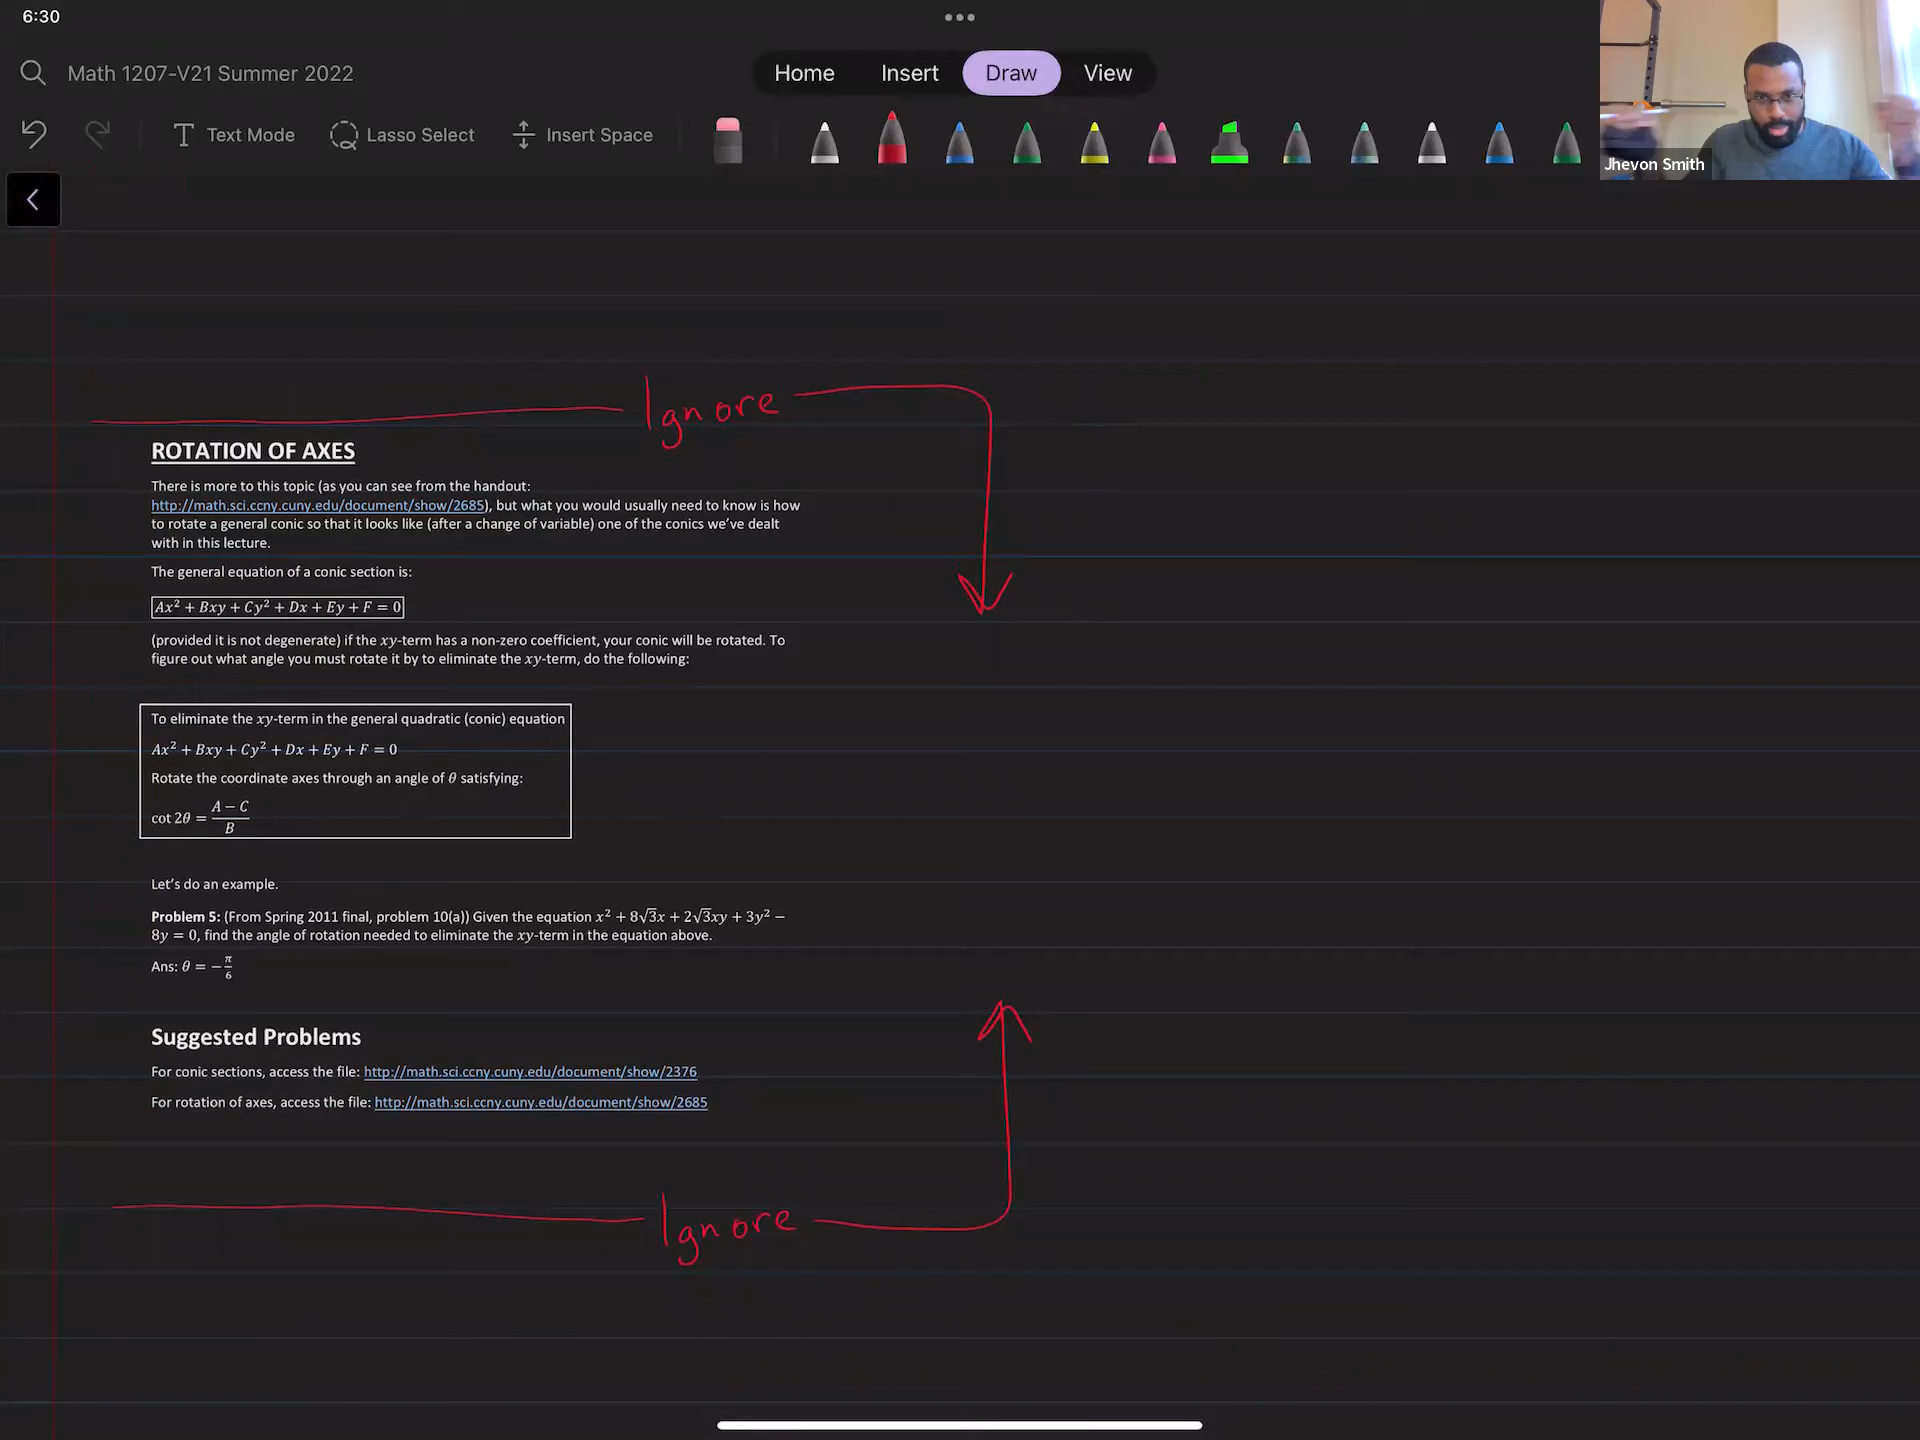 6:30
Math 1207-V21 Summer 2022
Home Insert Draw View
Text Mode Lasso Select Insert Space
Jhevon Smith
Ignore
ROTATION OF AXES
There is more to this topic (as you can see from the handout:
http://math.sci.ccny.cuny.edu/document/show/2685), but what you would usually need to know is how
to rotate a general conic so that it looks like (after a change of variable) one of the conics we've dealt
with in this lecture.
The general equation of a conic section is:
Ax² + Bxy + Cy² + Dx + Ey + F = 0
(provided it is not degenerate) if the xy-term has a non-zero coefficient, your conic will be rotated. To
figure out what angle you must rotate it by to eliminate the xy-term, do the following:
To eliminate the xy-term in the general quadratic (conic) equation
Ax² + Bxy + Cy² + Dx + Ey + F = 0
Rotate the coordinate axes through an angle of θ satisfying:
cot 2θ = (A − C)/B
Let's do an example.
Problem 5: (From Spring 2011 final, problem 10(a)) Given the equation x² + 8√3x + 2√3xy + 3y² −
8y = 0, find the angle of rotation needed to eliminate the xy-term in the equation above.
Ans: θ = −π/6
Suggested Problems
For conic sections, access the file: http://math.sci.ccny.cuny.edu/document/show/2376
For rotation of axes, access the file: http://math.sci.ccny.cuny.edu/document/show/2685
Ignore